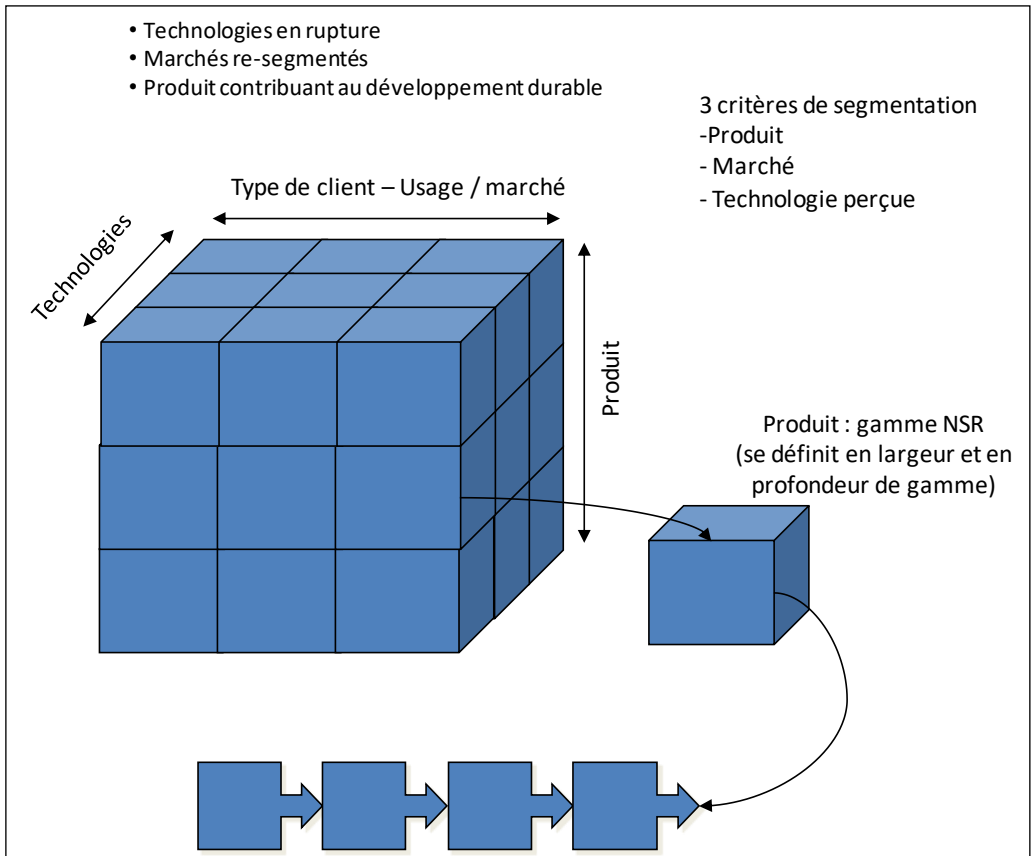 • Technologies en rupture
• Marchés re-segmentés
• Produit contribuant au développement durable
3 critères de segmentation
-Produit
- Marché
- Technologie perçue
Type de client – Usage / marché
Technologies
Produit
Produit : gamme NSR
(se définit en largeur et en
profondeur de gamme)